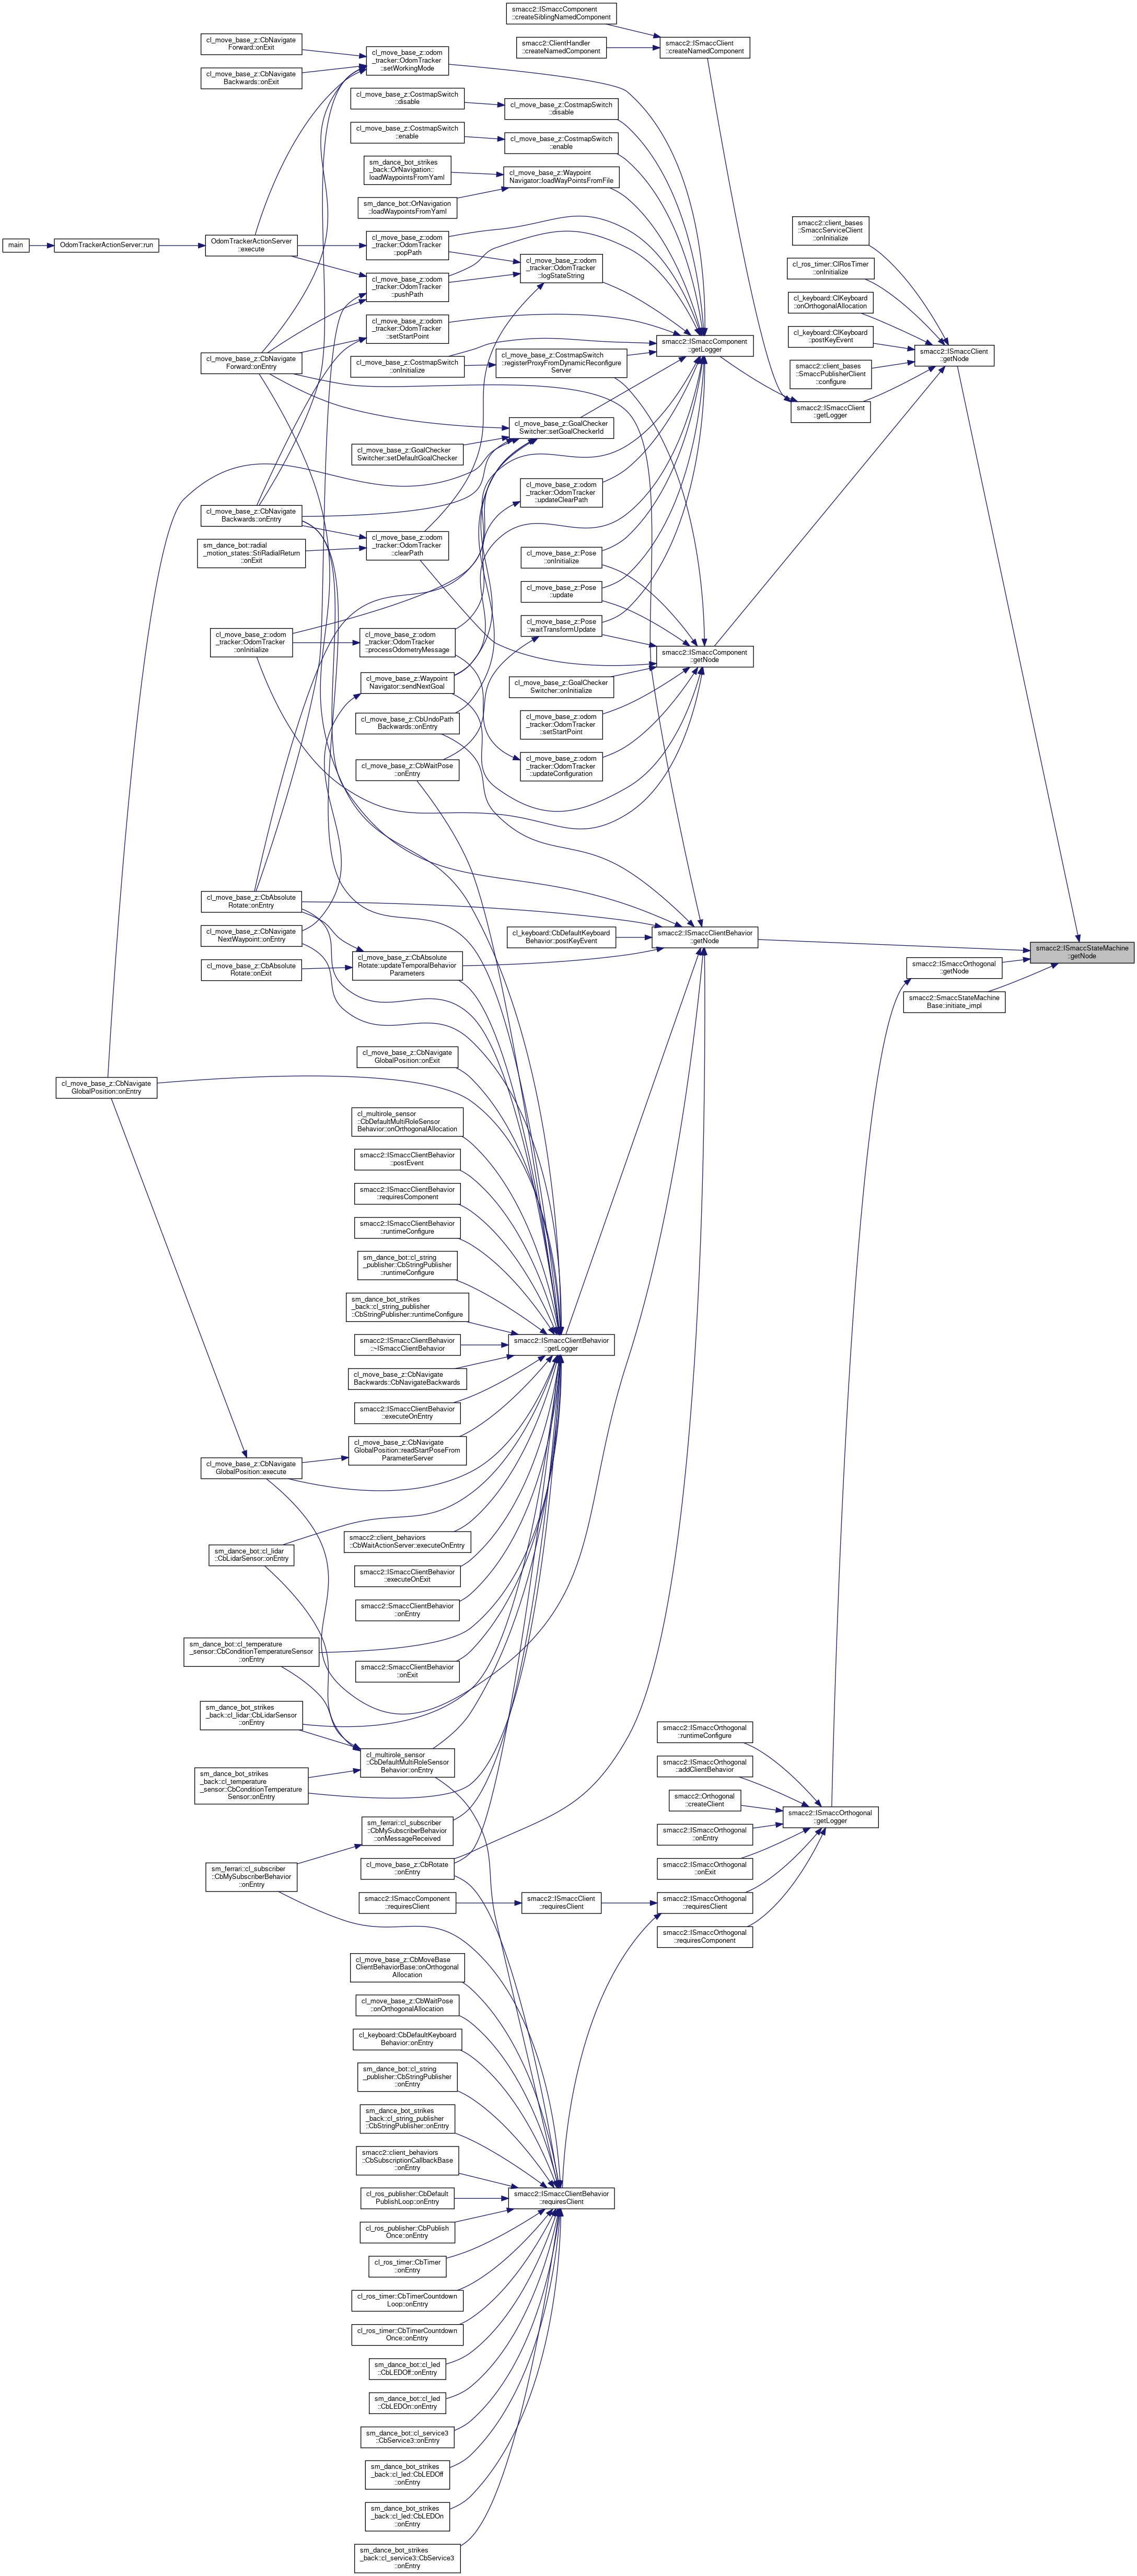 smacc2::ISmaccComponent
::createSiblingNamedComponent
cl_move_base_z::CbNavigate
Forward::onExit
smacc2::ClientHandler
::createNamedComponent
smacc2::ISmaccClient
::createNamedComponent
cl_move_base_z::odom
_tracker::OdomTracker
::setWorkingMode
cl_move_base_z::CbNavigate
Backwards::onExit
cl_move_base_z::CostmapSwitch
::disable
cl_move_base_z::CostmapSwitch
::disable
cl_move_base_z::CostmapSwitch
::enable
cl_move_base_z::CostmapSwitch
::enable
sm_dance_bot_strikes
_back::OrNavigation::
loadWaypointsFromYaml
cl_move_base_z::Waypoint
Navigator::loadWayPointsFromFile
sm_dance_bot::OrNavigation
::loadWaypointsFromYaml
smacc2::client_bases
::SmaccServiceClient
::onInitialize
main
OdomTrackerActionServer::run
OdomTrackerActionServer
::execute
cl_move_base_z::odom
_tracker::OdomTracker
::popPath
cl_move_base_z::odom
_tracker::OdomTracker
::logStateString
cl_ros_timer::ClRosTimer
::onInitialize
cl_move_base_z::odom
_tracker::OdomTracker
::pushPath
cl_keyboard::ClKeyboard
::onOrthogonalAllocation
cl_move_base_z::odom
_tracker::OdomTracker
::setStartPoint
cl_keyboard::ClKeyboard
::postKeyEvent
smacc2::ISmaccComponent
::getLogger
smacc2::ISmaccClient
::getNode
cl_move_base_z::CbNavigate
Forward::onEntry
cl_move_base_z::CostmapSwitch
::onInitialize
cl_move_base_z::CostmapSwitch
::registerProxyFromDynamicReconfigure
Server
smacc2::client_bases
::SmaccPublisherClient
::configure
smacc2::ISmaccClient
::getLogger
cl_move_base_z::GoalChecker
Switcher::setGoalCheckerId
cl_move_base_z::GoalChecker
Switcher::setDefaultGoalChecker
cl_move_base_z::odom
_tracker::OdomTracker
::updateClearPath
cl_move_base_z::CbNavigate
Backwards::onEntry
cl_move_base_z::odom
_tracker::OdomTracker
::clearPath
sm_dance_bot::radial
_motion_states::StiRadialReturn
::onExit
cl_move_base_z::Pose
::onInitialize
cl_move_base_z::Pose
::update
cl_move_base_z::Pose
::waitTransformUpdate
cl_move_base_z::odom
_tracker::OdomTracker
::onInitialize
cl_move_base_z::odom
_tracker::OdomTracker
::processOdometryMessage
smacc2::ISmaccComponent
::getNode
cl_move_base_z::Waypoint
Navigator::sendNextGoal
cl_move_base_z::GoalChecker
Switcher::onInitialize
cl_move_base_z::CbUndoPath
Backwards::onEntry
cl_move_base_z::odom
_tracker::OdomTracker
::setStartPoint
cl_move_base_z::CbWaitPose
::onEntry
cl_move_base_z::odom
_tracker::OdomTracker
::updateConfiguration
cl_move_base_z::CbAbsolute
Rotate::onEntry
cl_move_base_z::CbNavigate
NextWaypoint::onEntry
cl_keyboard::CbDefaultKeyboard
Behavior::postKeyEvent
smacc2::ISmaccClientBehavior
::getNode
smacc2::ISmaccStateMachine
::getNode
cl_move_base_z::CbAbsolute
Rotate::onExit
cl_move_base_z::CbAbsolute
Rotate::updateTemporalBehavior
Parameters
smacc2::ISmaccOrthogonal
::getNode
smacc2::SmaccStateMachine
Base::initiate_impl
cl_move_base_z::CbNavigate
GlobalPosition::onExit
cl_move_base_z::CbNavigate
GlobalPosition::onEntry
cl_multirole_sensor
::CbDefaultMultiRoleSensor
Behavior::onOrthogonalAllocation
smacc2::ISmaccClientBehavior
::postEvent
smacc2::ISmaccClientBehavior
::requiresComponent
smacc2::ISmaccClientBehavior
::runtimeConfigure
sm_dance_bot::cl_string
_publisher::CbStringPublisher
::runtimeConfigure
sm_dance_bot_strikes
_back::cl_string_publisher
::CbStringPublisher::runtimeConfigure
smacc2::ISmaccClientBehavior
::~ISmaccClientBehavior
smacc2::ISmaccClientBehavior
::getLogger
cl_move_base_z::CbNavigate
Backwards::CbNavigateBackwards
smacc2::ISmaccClientBehavior
::executeOnEntry
cl_move_base_z::CbNavigate
GlobalPosition::readStartPoseFrom
ParameterServer
cl_move_base_z::CbNavigate
GlobalPosition::execute
smacc2::client_behaviors
::CbWaitActionServer::executeOnEntry
sm_dance_bot::cl_lidar
::CbLidarSensor::onEntry
smacc2::ISmaccClientBehavior
::executeOnExit
smacc2::SmaccClientBehavior
::onEntry
sm_dance_bot::cl_temperature
_sensor::CbConditionTemperatureSensor
::onEntry
smacc2::SmaccClientBehavior
::onExit
sm_dance_bot_strikes
_back::cl_lidar::CbLidarSensor
::onEntry
smacc2::ISmaccOrthogonal
::runtimeConfigure
cl_multirole_sensor
::CbDefaultMultiRoleSensor
Behavior::onEntry
smacc2::ISmaccOrthogonal
::addClientBehavior
sm_dance_bot_strikes
_back::cl_temperature
_sensor::CbConditionTemperature
Sensor::onEntry
smacc2::Orthogonal
::createClient
smacc2::ISmaccOrthogonal
::getLogger
sm_ferrari::cl_subscriber
::CbMySubscriberBehavior
::onMessageReceived
smacc2::ISmaccOrthogonal
::onEntry
sm_ferrari::cl_subscriber
::CbMySubscriberBehavior
::onEntry
cl_move_base_z::CbRotate
::onEntry
smacc2::ISmaccOrthogonal
::onExit
smacc2::ISmaccComponent
::requiresClient
smacc2::ISmaccClient
::requiresClient
smacc2::ISmaccOrthogonal
::requiresClient
smacc2::ISmaccOrthogonal
::requiresComponent
cl_move_base_z::CbMoveBase
ClientBehaviorBase::onOrthogonal
Allocation
cl_move_base_z::CbWaitPose
::onOrthogonalAllocation
cl_keyboard::CbDefaultKeyboard
Behavior::onEntry
sm_dance_bot::cl_string
_publisher::CbStringPublisher
::onEntry
sm_dance_bot_strikes
_back::cl_string_publisher
::CbStringPublisher::onEntry
smacc2::client_behaviors
::CbSubscriptionCallbackBase
::onEntry
cl_ros_publisher::CbDefault
PublishLoop::onEntry
smacc2::ISmaccClientBehavior
::requiresClient
cl_ros_publisher::CbPublish
Once::onEntry
cl_ros_timer::CbTimer
::onEntry
cl_ros_timer::CbTimerCountdown
Loop::onEntry
cl_ros_timer::CbTimerCountdown
Once::onEntry
sm_dance_bot::cl_led
::CbLEDOff::onEntry
sm_dance_bot::cl_led
::CbLEDOn::onEntry
sm_dance_bot::cl_service3
::CbService3::onEntry
sm_dance_bot_strikes
_back::cl_led::CbLEDOff
::onEntry
sm_dance_bot_strikes
_back::cl_led::CbLEDOn
::onEntry
sm_dance_bot_strikes
_back::cl_service3::CbService3
::onEntry